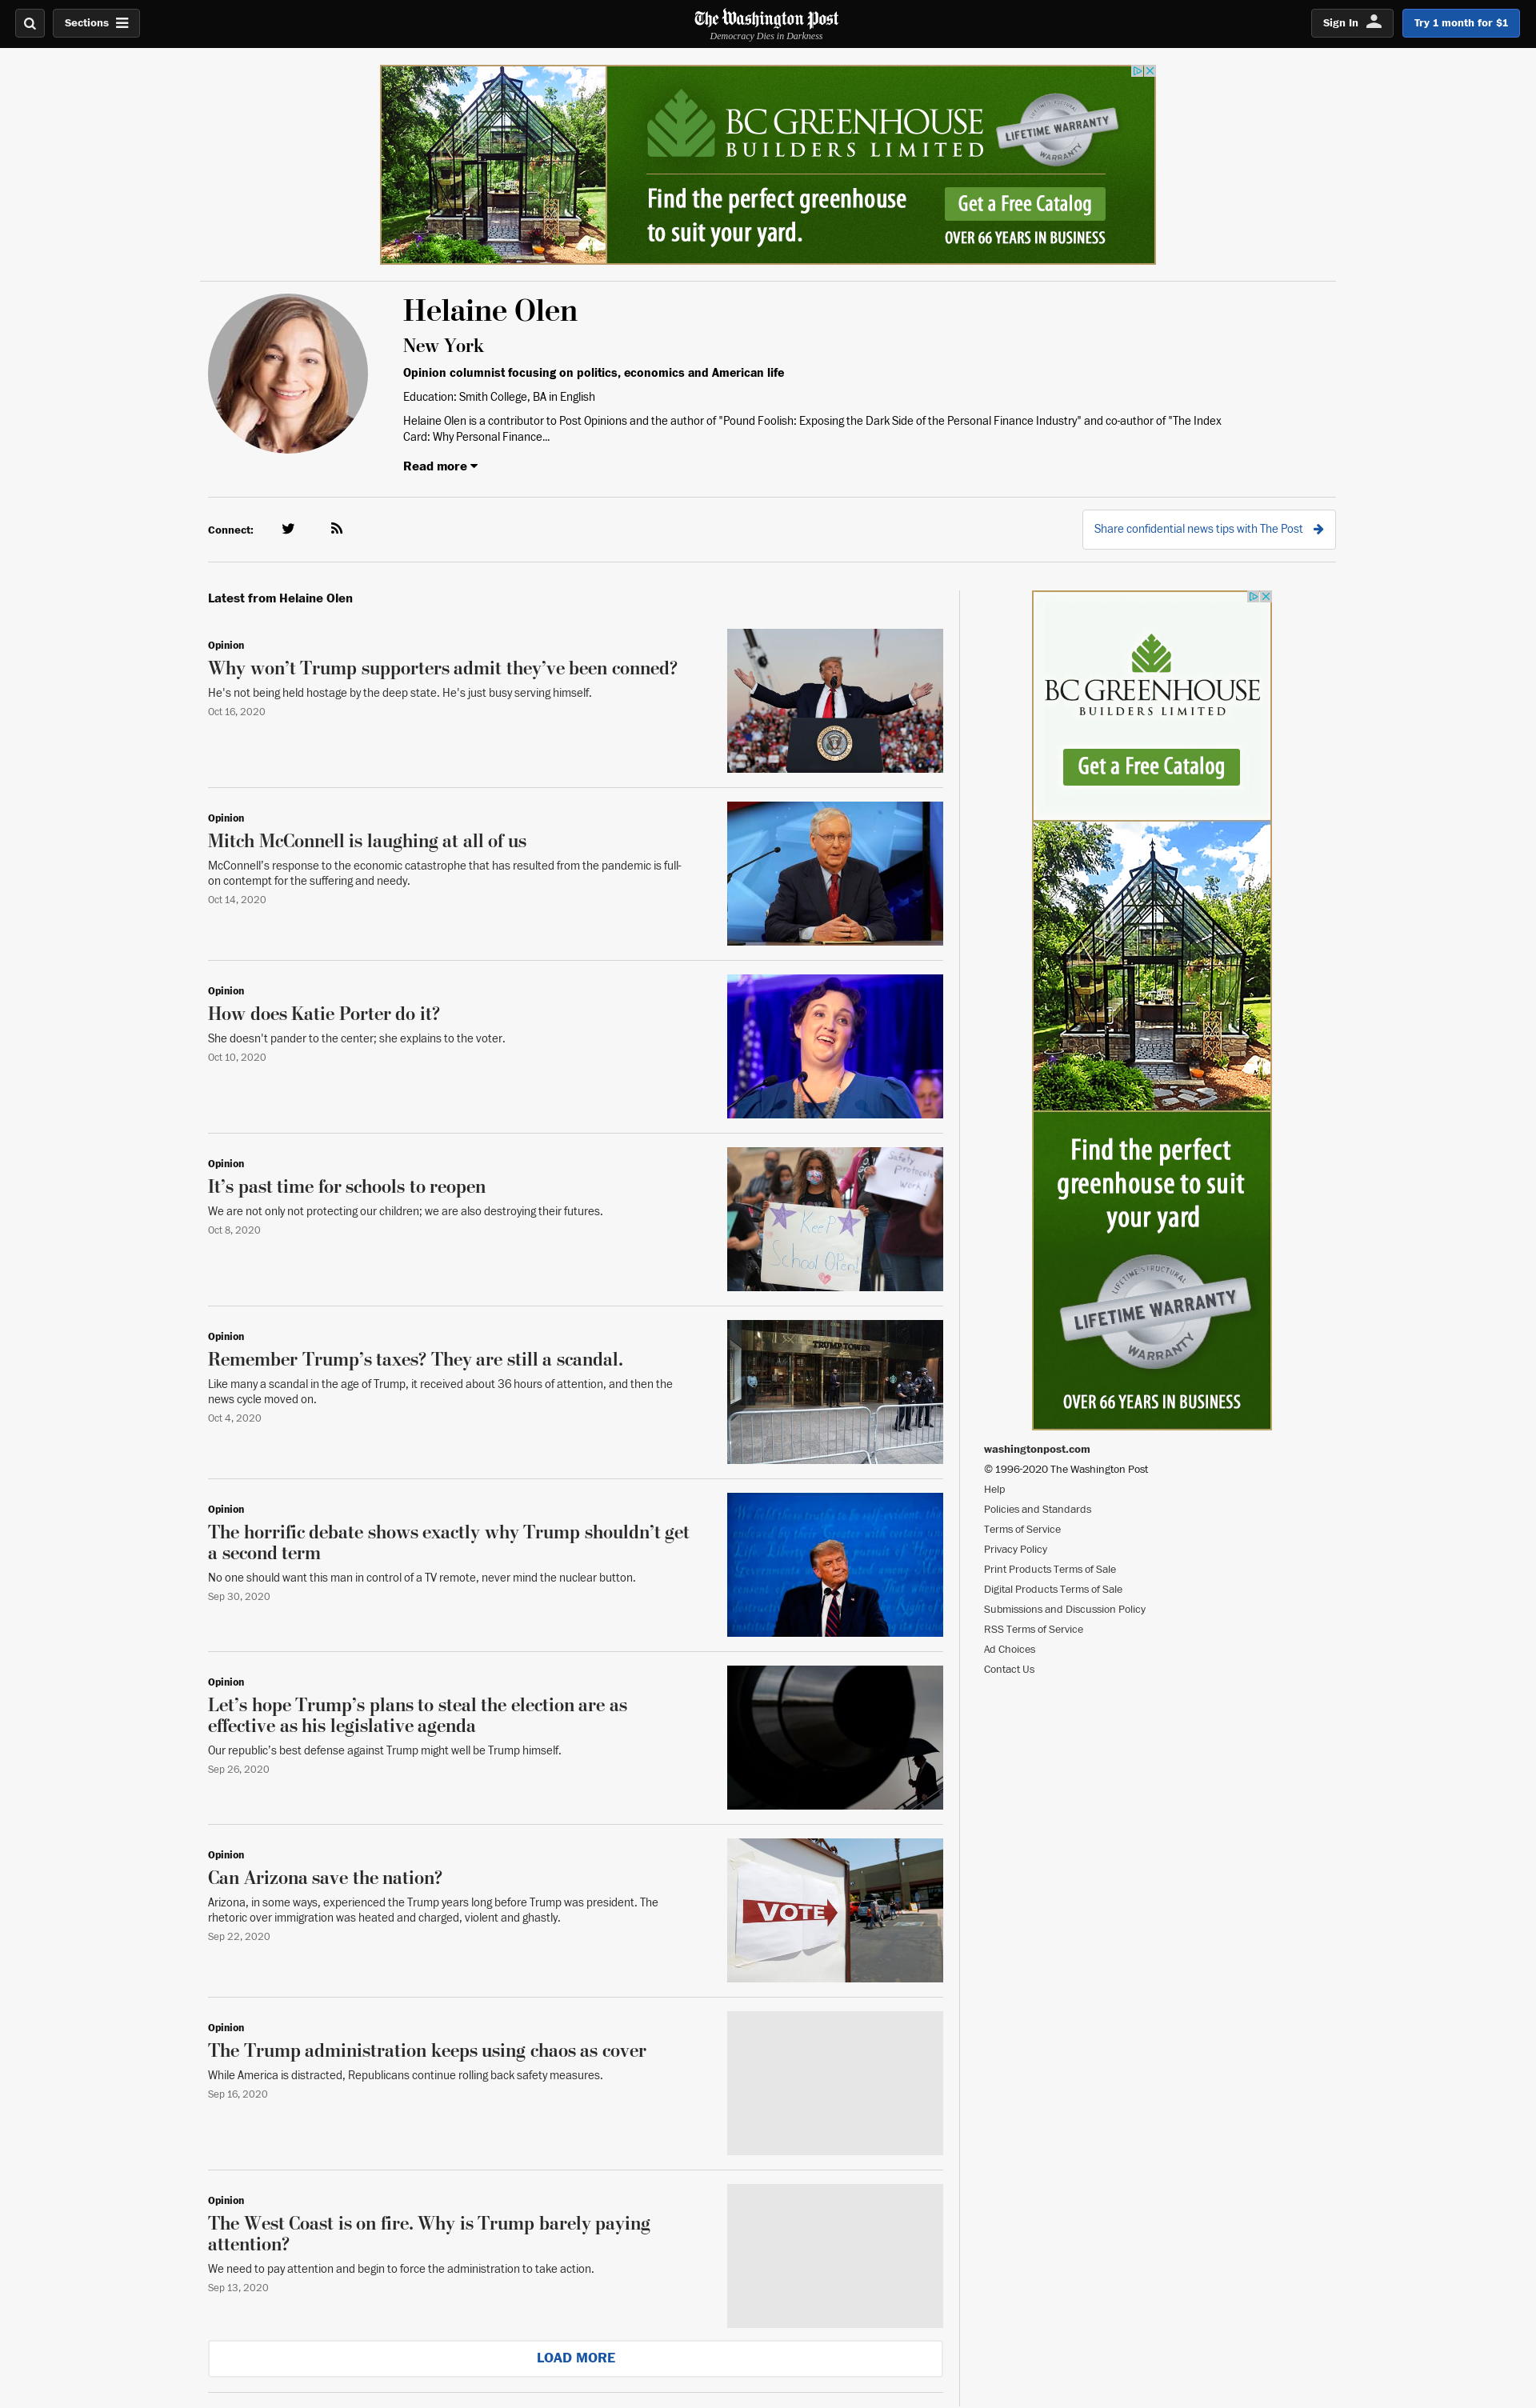 Sections
The Washington Post
Democracy Dies in Darkness
Sign In
Try 1 month for $1
BC GREENHOUSE
BUILDERS LIMITED
LIFETIME WARRANTY
WARRANTY
Find the perfect greenhouse
to suit your yard.
Get a Free Catalog
OVER 66 YEARS IN BUSINESS
Helaine Olen
New York
Opinion columnist focusing on politics, economics and American life
Education: Smith College, BA in English
Helaine Olen is a contributor to Post Opinions and the author of "Pound Foolish: Exposing the Dark Side of the Personal Finance Industry" and co-author of "The Index
Card: Why Personal Finance...
Read more
Connect:
Share confidential news tips with The Post
Latest from Helaine Olen
Opinion
Why won’t Trump supporters admit they’ve been conned?
He's not being held hostage by the deep state. He's just busy serving himself.
Oct 16, 2020
Opinion
Mitch McConnell is laughing at all of us
McConnell’s response to the economic catastrophe that has resulted from the pandemic is full-
on contempt for the suffering and needy.
Oct 14, 2020
Opinion
How does Katie Porter do it?
She doesn't pander to the center; she explains to the voter.
Oct 10, 2020
Opinion
It’s past time for schools to reopen
We are not only not protecting our children; we are also destroying their futures.
Oct 8, 2020
Safety
protocols
work!
Keep
School Open!
Opinion
Remember Trump’s taxes? They are still a scandal.
Like many a scandal in the age of Trump, it received about 36 hours of attention, and then the
news cycle moved on.
Oct 4, 2020
TRUMP TOWER
Opinion
The horrific debate shows exactly why Trump shouldn’t get
a second term
No one should want this man in control of a TV remote, never mind the nuclear button.
Sep 30, 2020
Opinion
Let’s hope Trump’s plans to steal the election are as
effective as his legislative agenda
Our republic’s best defense against Trump might well be Trump himself.
Sep 26, 2020
Opinion
Can Arizona save the nation?
Arizona, in some ways, experienced the Trump years long before Trump was president. The
rhetoric over immigration was heated and charged, violent and ghastly.
Sep 22, 2020
VOTE
Opinion
The Trump administration keeps using chaos as cover
While America is distracted, Republicans continue rolling back safety measures.
Sep 16, 2020
Opinion
The West Coast is on fire. Why is Trump barely paying
attention?
We need to pay attention and begin to force the administration to take action.
Sep 13, 2020
LOAD MORE
BC GREENHOUSE
BUILDERS LIMITED
Get a Free Catalog
Find the perfect
greenhouse to suit
your yard
LIFETIME STRUCTURAL
LIFETIME WARRANTY
WARRANTY
OVER 66 YEARS IN BUSINESS
washingtonpost.com
© 1996-2020 The Washington Post
Help
Policies and Standards
Terms of Service
Privacy Policy
Print Products Terms of Sale
Digital Products Terms of Sale
Submissions and Discussion Policy
RSS Terms of Service
Ad Choices
Contact Us